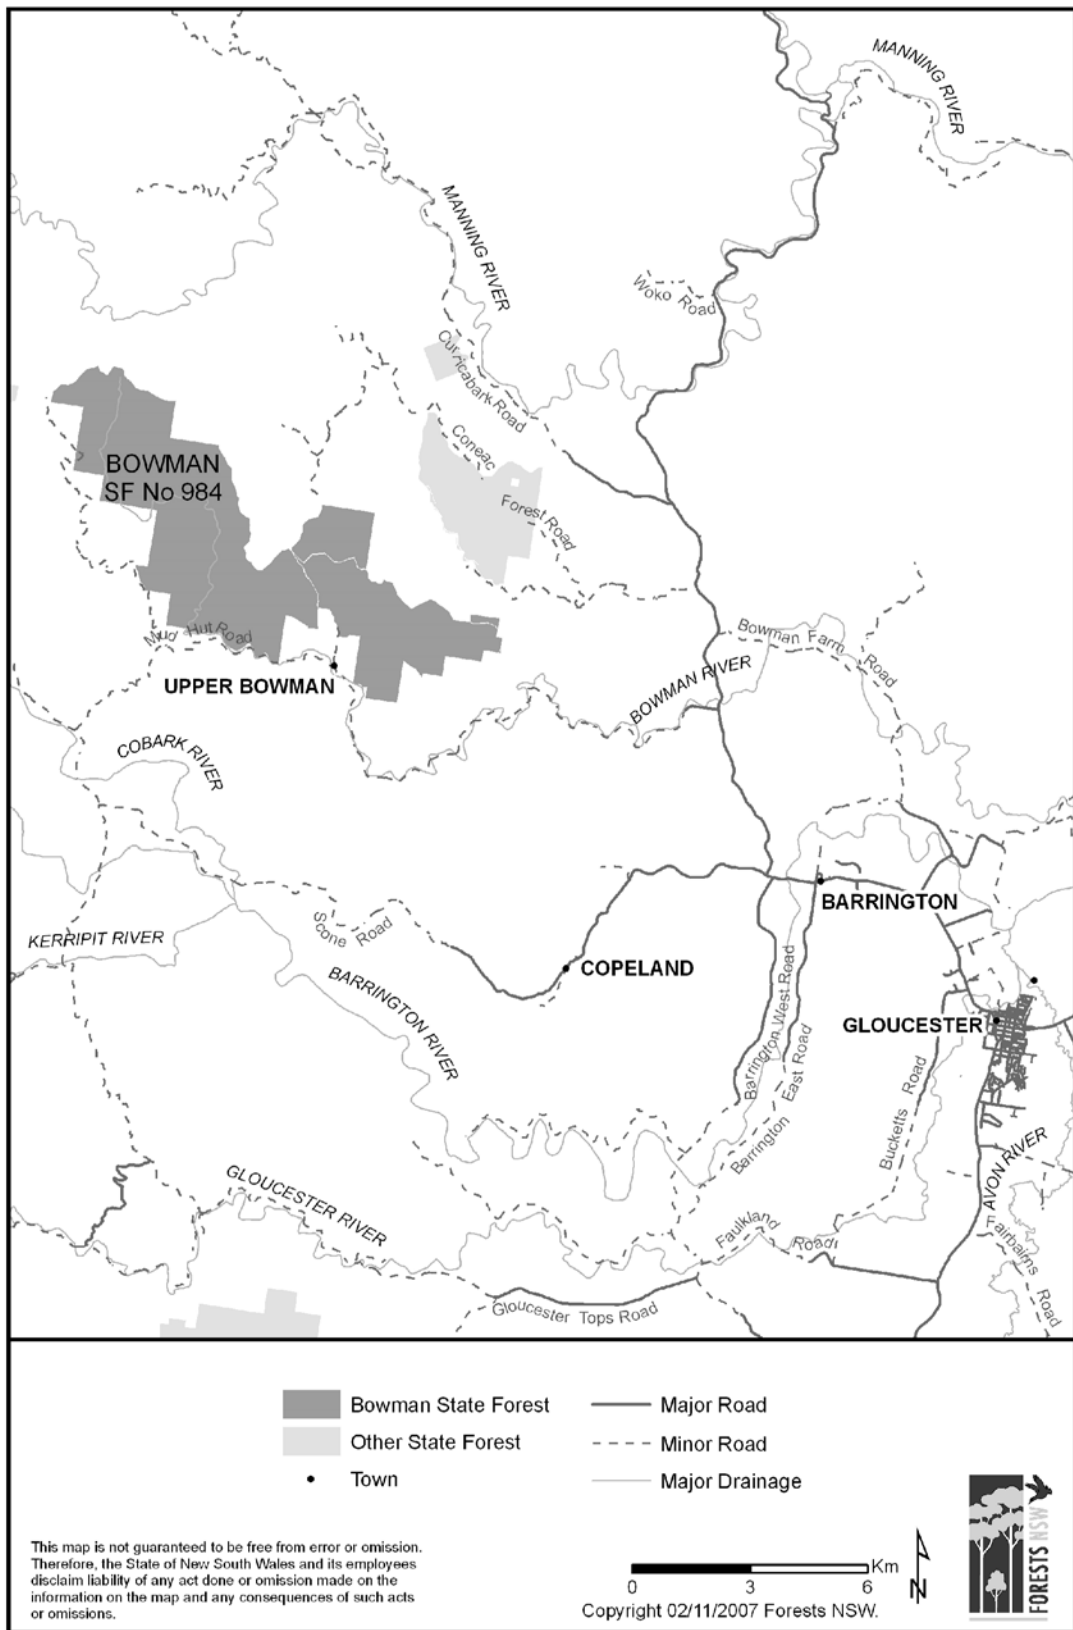 MANNING RIVER
MANNING RIVER
Woko Road
Curricabark Road
Coneac
Forest Road
BOWMAN
SF No 984
Mud Hut Road
UPPER BOWMAN
Bowman Farm Road
BOWMAN RIVER
COBARK RIVER
BARRINGTON
Scone Road
KERRIPIT RIVER
COPELAND
BARRINGTON RIVER
Barrington West Road
Barrington East Road
GLOUCESTER
Bucketts Road
AVON RIVER
GLOUCESTER RIVER
Faulkland Road
Fairbairns Road
Gloucester Tops Road
Bowman State Forest
Other State Forest
Town
Major Road
Minor Road
Major Drainage
This map is not guaranteed to be free from error or omission.
Therefore, the State of New South Wales and its employees
disclaim liability of any act done or omission made on the
information on the map and any consequences of such acts
or omissions.
Km
0 3 6
N
Copyright 02/11/2007 Forests NSW.
FORESTS NSW